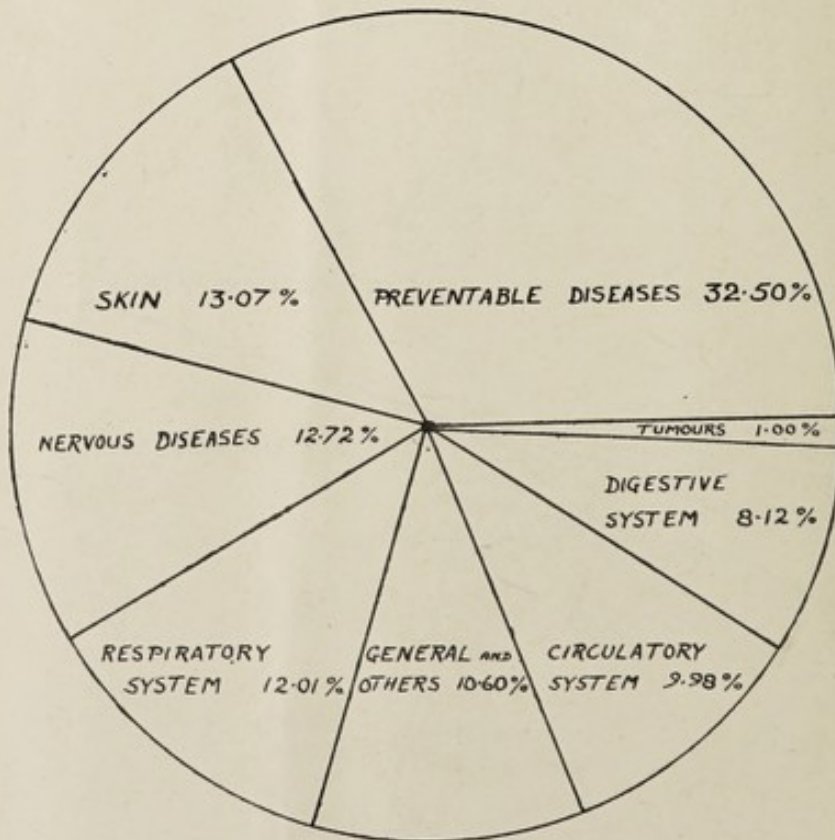 SKIN 13·07%
PREVENTABLE DISEASES 32·50%
NERVOUS DISEASES 12·72%
TUMOURS 1·00%
DIGESTIVE
SYSTEM 8·12%
RESPIRATORY
SYSTEM 12·01%
GENERAL AND
OTHERS 10·60%
CIRCULATORY
SYSTEM 9·98%